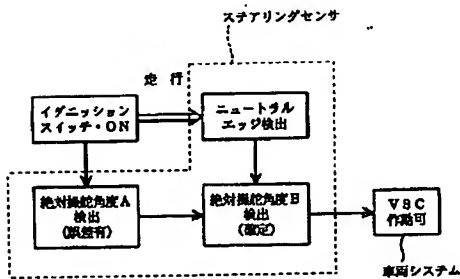 ステアリングセンサ
走行
イグニッション
スイッチ・ON
ニュートラル
エッジ検出
絶対操舵角度A
検出
(誤差有)
絶対操舵角度B
検出
(確定)
VSC
作動可
車両システム